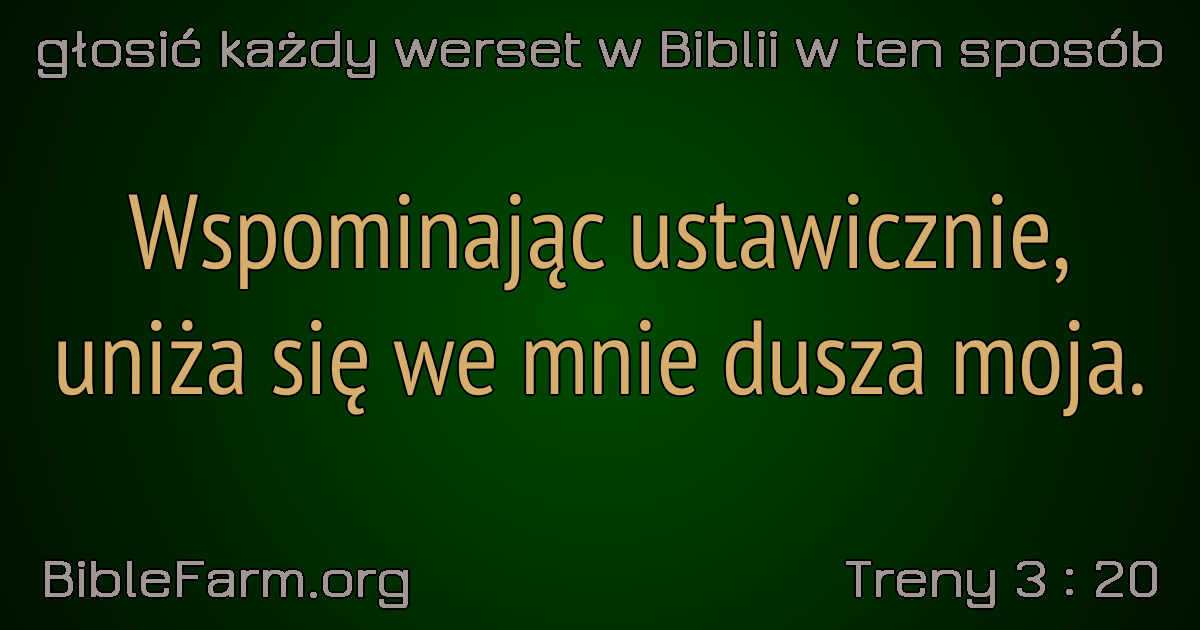 głosić każdy werset w Biblii w ten sposób
Wspominając ustawicznie,
uniża się we mnie dusza moja.
BibleFarm.org
Treny 3 : 20